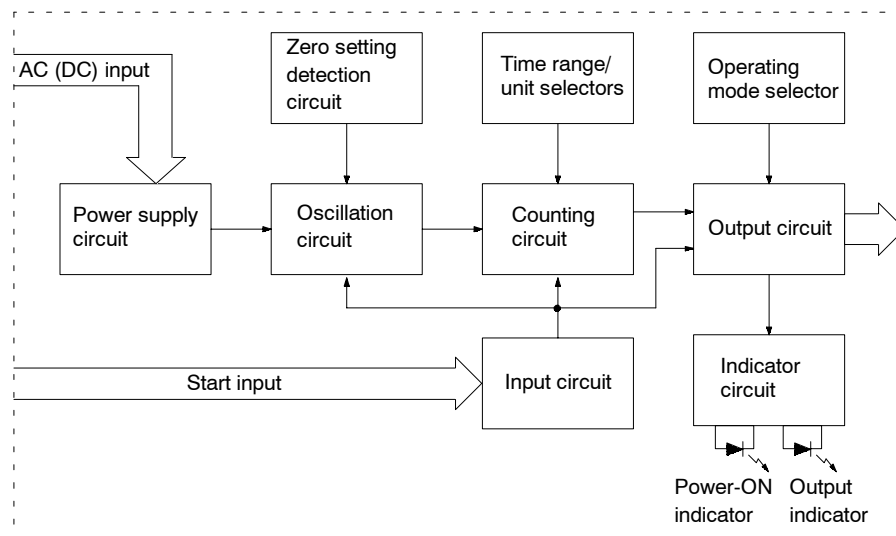 AC (DC) input
Zero setting
detection
circuit
Time range/
unit selectors
Operating
mode selector
Power supply
circuit
Oscillation
circuit
Counting
circuit
Output circuit
Start input
Input circuit
Indicator
circuit
Power-ON
indicator
Output
indicator